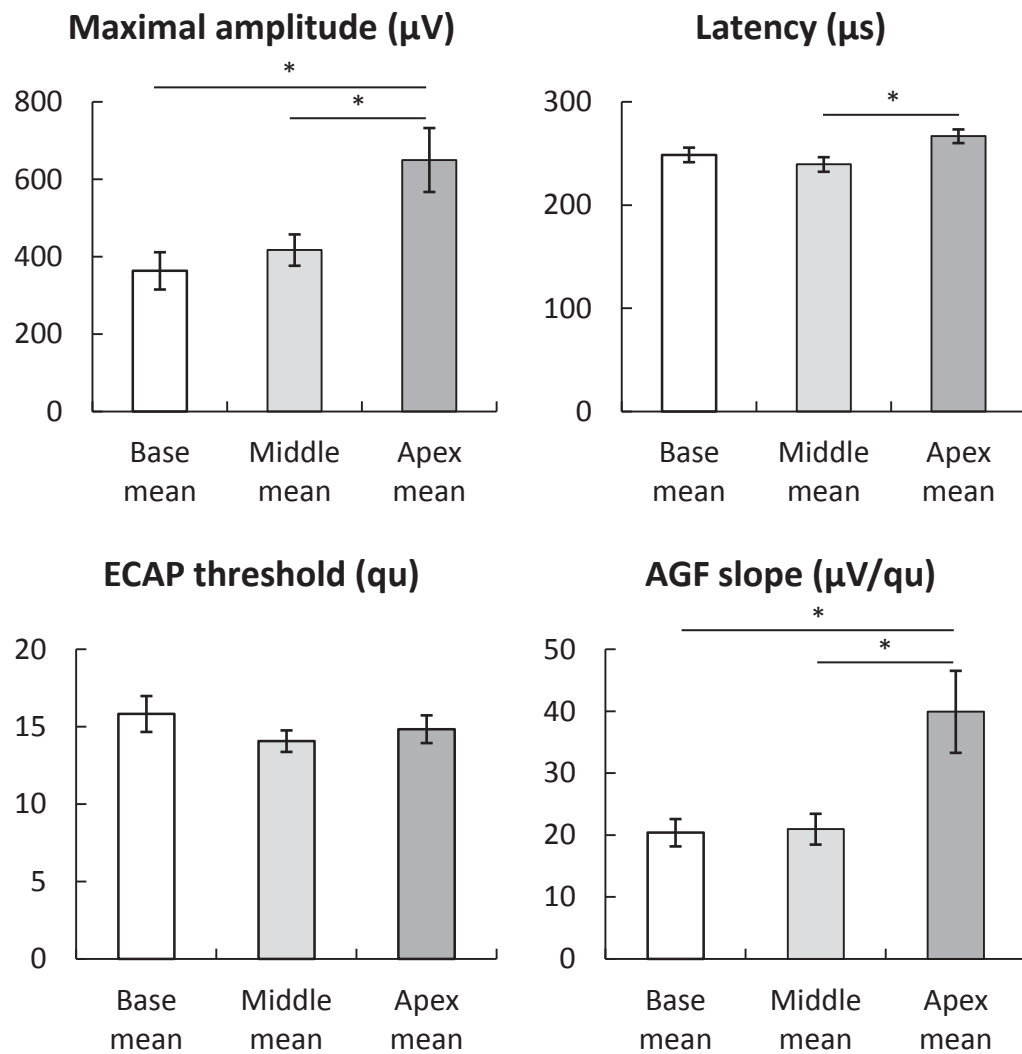 Maximal amplitude (µV)
*
*
800
600
400
200
0
Base mean
Middle mean
Apex mean
Latency (µs)
*
300
200
100
0
Base mean
Middle mean
Apex mean
ECAP threshold (qu)
20
15
10
5
0
Base mean
Middle mean
Apex mean
AGF slope (µV/qu)
*
*
50
40
30
20
10
0
Base mean
Middle mean
Apex mean